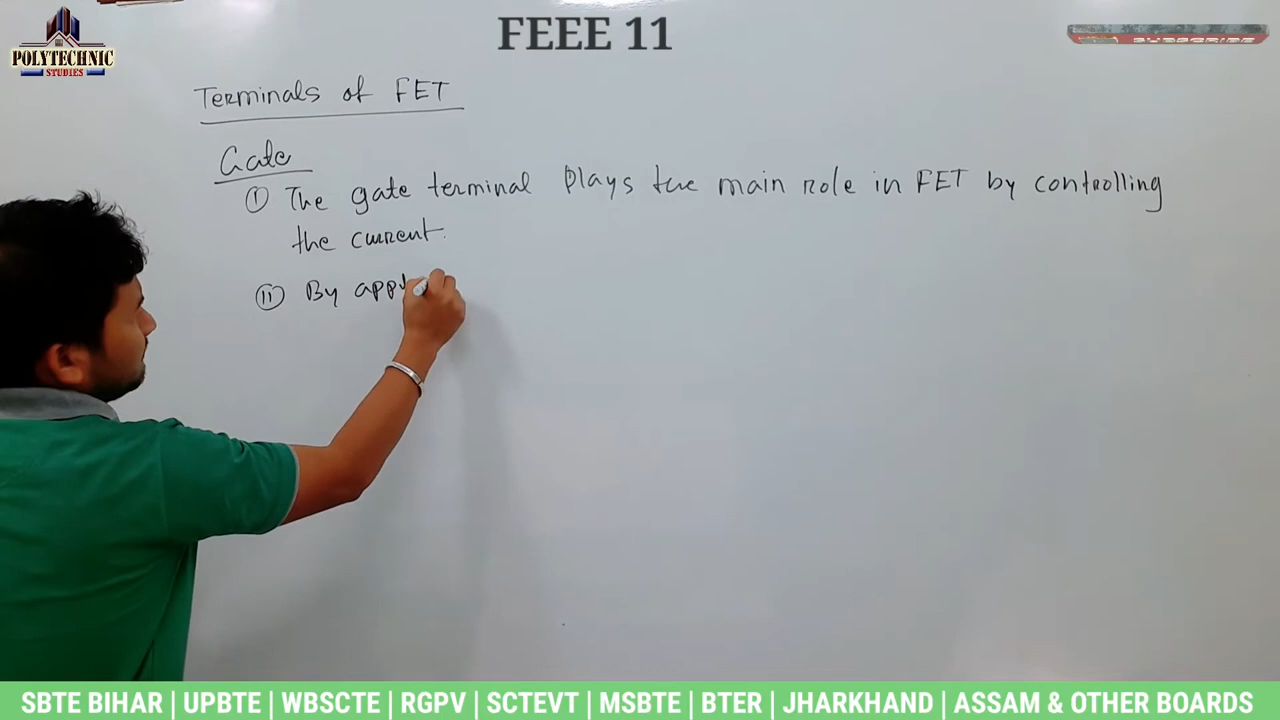 FEEE 11
POLYTECHNIC
STUDIES
SUBSCRIBE
Terminals of FET
Gate
(i) The gate terminal plays the main role in FET by controlling
the current.
(ii) By appl
SBTE BIHAR | UPBTE | WBSCTE | RGPV | SCTEVT | MSBTE | BTER | JHARKHAND | ASSAM & OTHER BOARDS